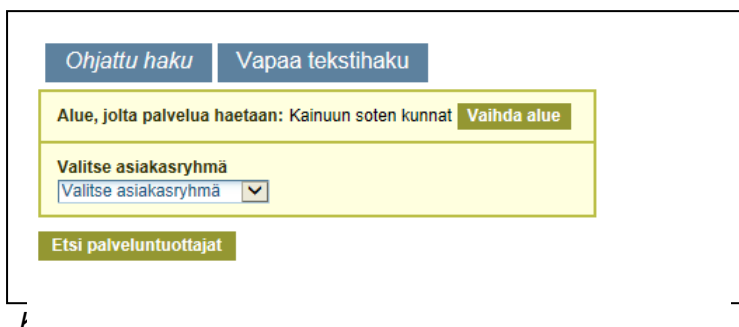 Ohjattu haku Vapaa tekstihaku
Alue, jolta palvelua haetaan: Kainuun soten kunnat Vaihda alue
Valitse asiakasryhmä
Valitse asiakasryhmä
Etsi palveluntuottajat